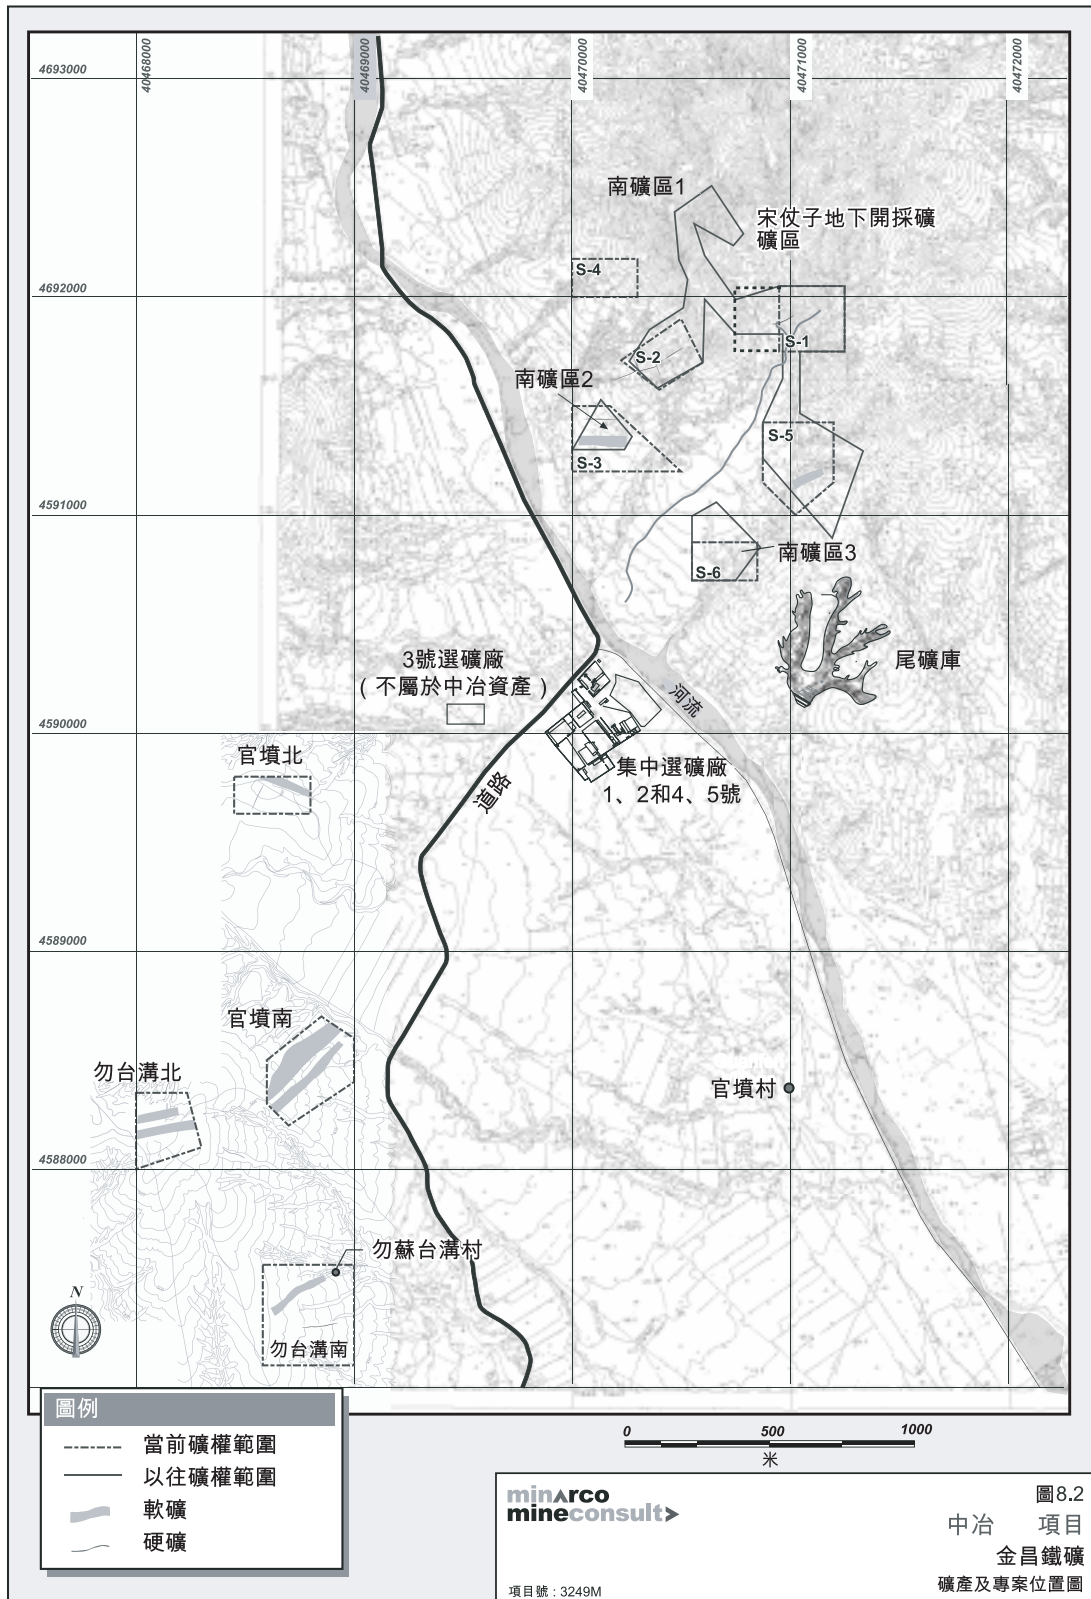 40468000
40469000
40470000
40471000
40472000
4693000
南礦區1
宋仗子地下開採礦
礦區
S-4
4692000
S-1
S-2
南礦區2
S-5
S-3
4591000
南礦區3
S-6
3號選礦廠
( 不屬於中冶資產 )
尾礦庫
河流
4590000
官墳北
集中選礦廠
1、2和4、5號
道路
4589000
官墳南
勿台溝北
官墳村
4588000
勿蘇台溝村
N
勿台溝南
圖例
當前礦權範圍
以往礦權範圍
軟礦
硬礦
0 500 1000
米
minarco
mineconsult
圖8.2
中冶 項目
金昌鐵礦
礦產及專案位置圖
項目號 : 3249M